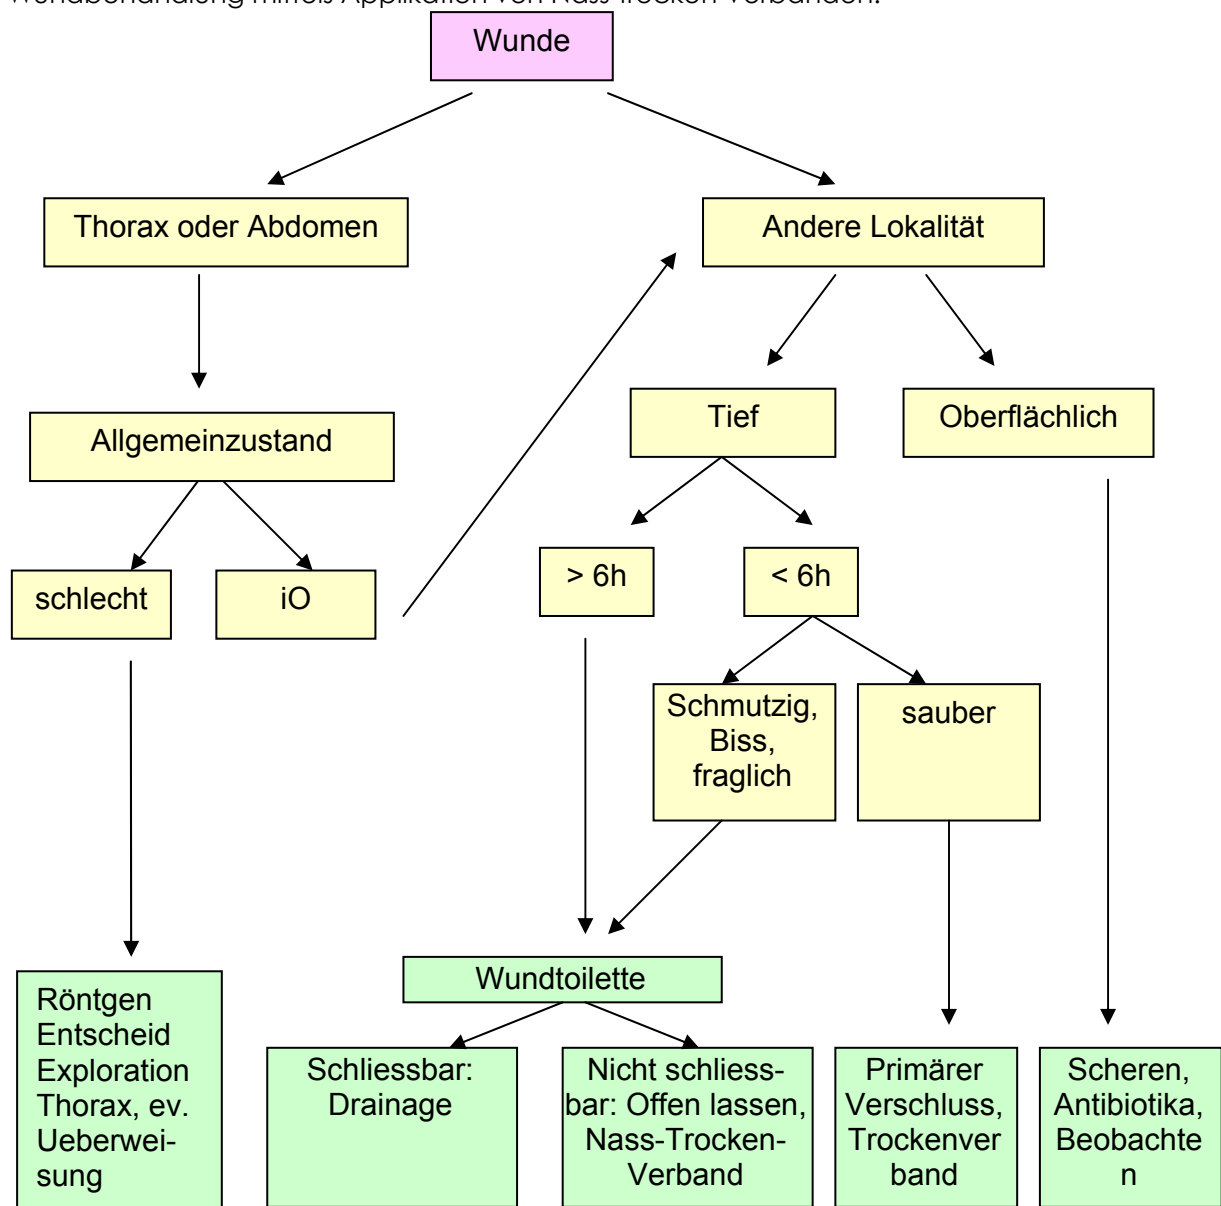 Wundbehandlung mittels Applikation von Nass-Trocken-Verbänden.
Wunde
Thorax oder Abdomen
Andere Lokalität
Allgemeinzustand
Tief
Oberflächlich
schlecht
iO
> 6h
< 6h
Schmutzig,
Biss,
fraglich
sauber
Wundtoilette
Röntgen
Entscheid
Exploration
Thorax, ev.
Ueberwei-
sung
Schliessbar:
Drainage
Nicht schliess-
bar: Offen lassen,
Nass-Trocken-
Verband
Primärer
Verschluss,
Trockenver
band
Scheren,
Antibiotika,
Beobachte
n